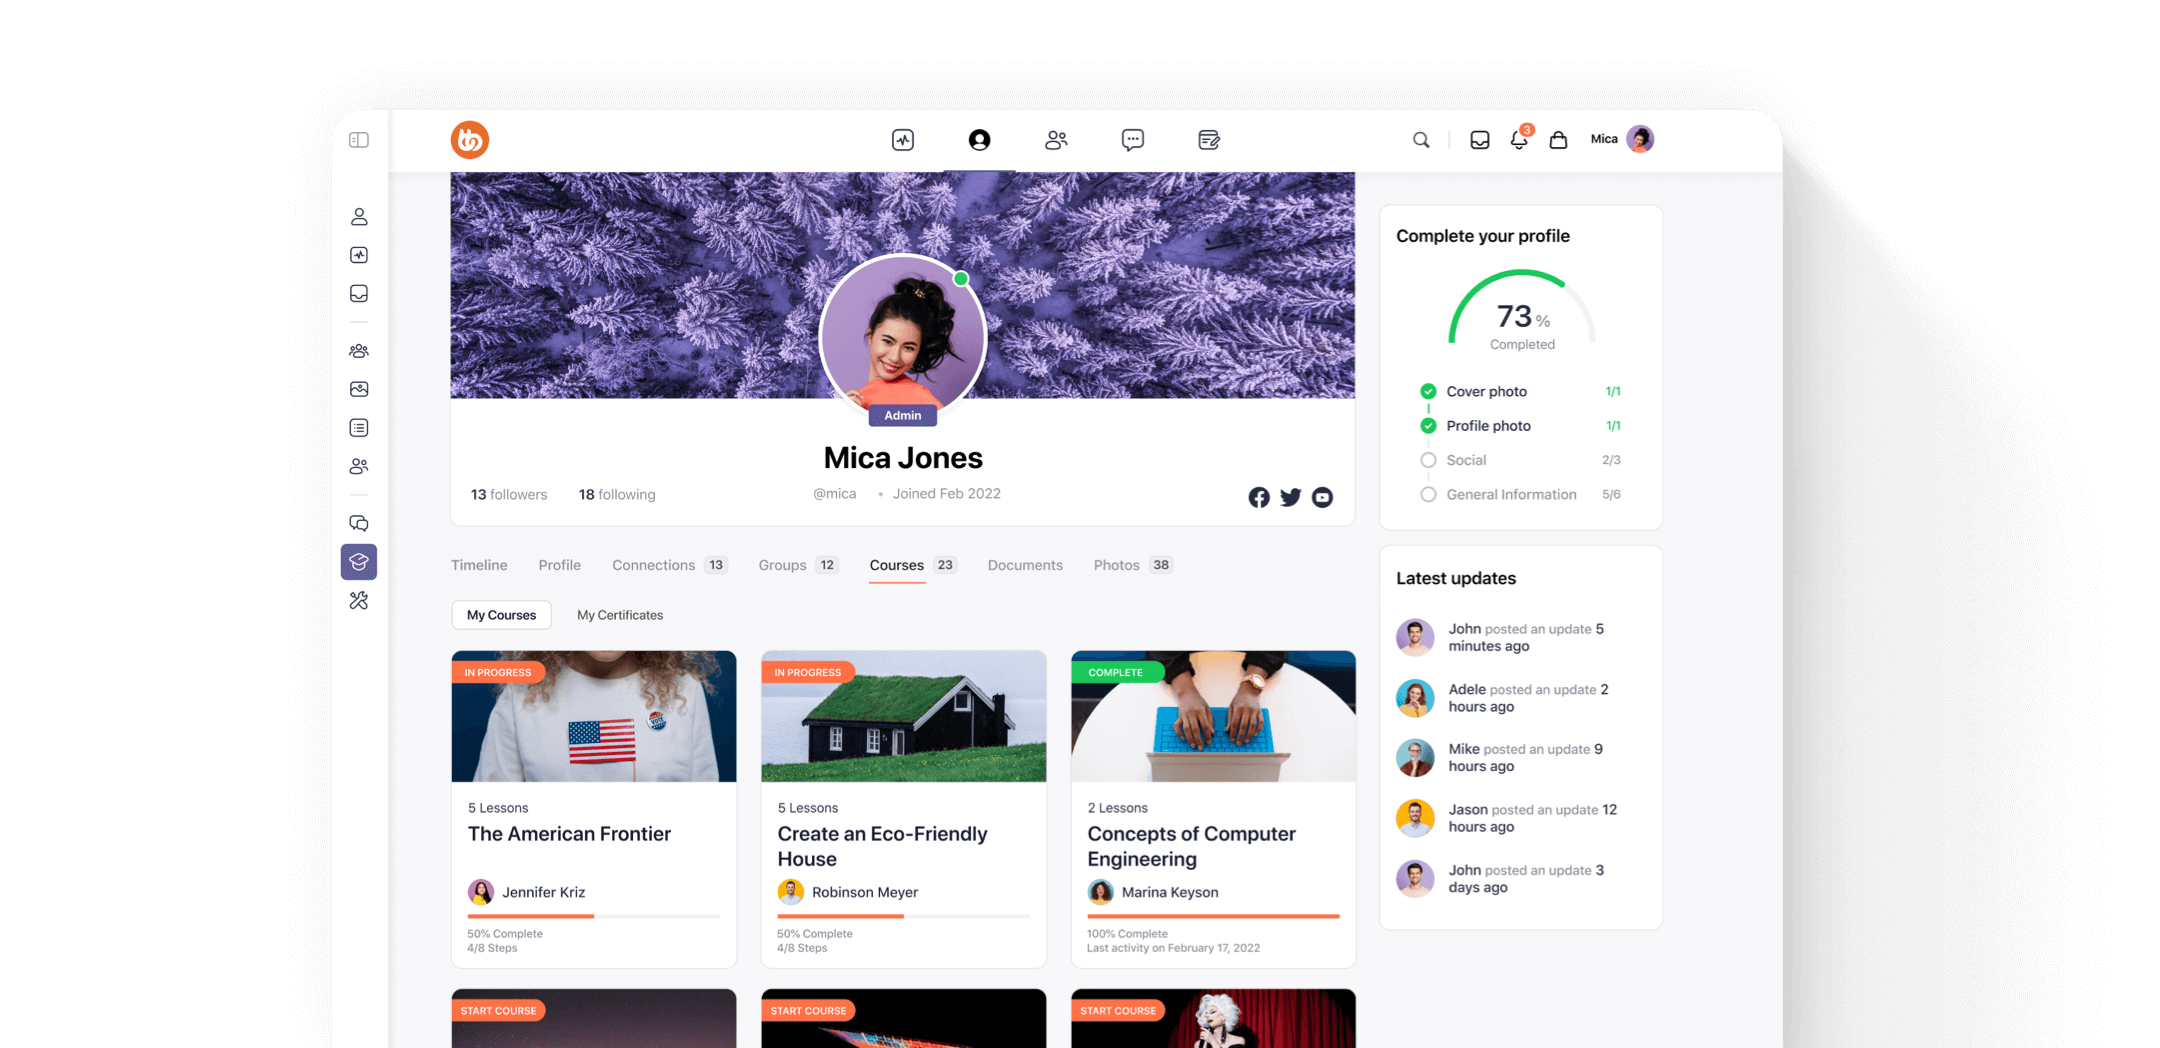 3
Mica
Complete your profile
73 %
Completed
Cover photo 1/1
Profile photo 1/1
Social 2/3
General Information 5/6
Admin
Mica Jones
13 followers 18 following
@mica • Joined Feb 2022
Timeline Profile Connections 13 Groups 12 Courses 23 Documents Photos 38
My Courses My Certificates
IN PROGRESS
VOTE
5 Lessons
The American Frontier
Jennifer Kriz
50% Complete
4/8 Steps
IN PROGRESS
5 Lessons
Create an Eco-Friendly
House
Robinson Meyer
50% Complete
4/8 Steps
COMPLETE
2 Lessons
Concepts of Computer
Engineering
Marina Keyson
100% Complete
Last activity on February 17, 2022
START COURSE
START COURSE
START COURSE
Latest updates
John posted an update 5
minutes ago
Adele posted an update 2
hours ago
Mike posted an update 9
hours ago
Jason posted an update 12
hours ago
John posted an update 3
days ago